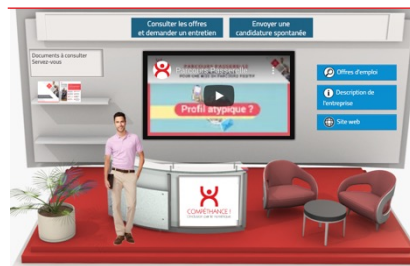 Consulter les offres
et demander un entretien
Envoyer une
candidature spontanée
Documents à consulter
Servez-vous
Profil atypique ?
Offres d'emploi
Description de
l'entreprise
Site web
COMPÉTHANCE !